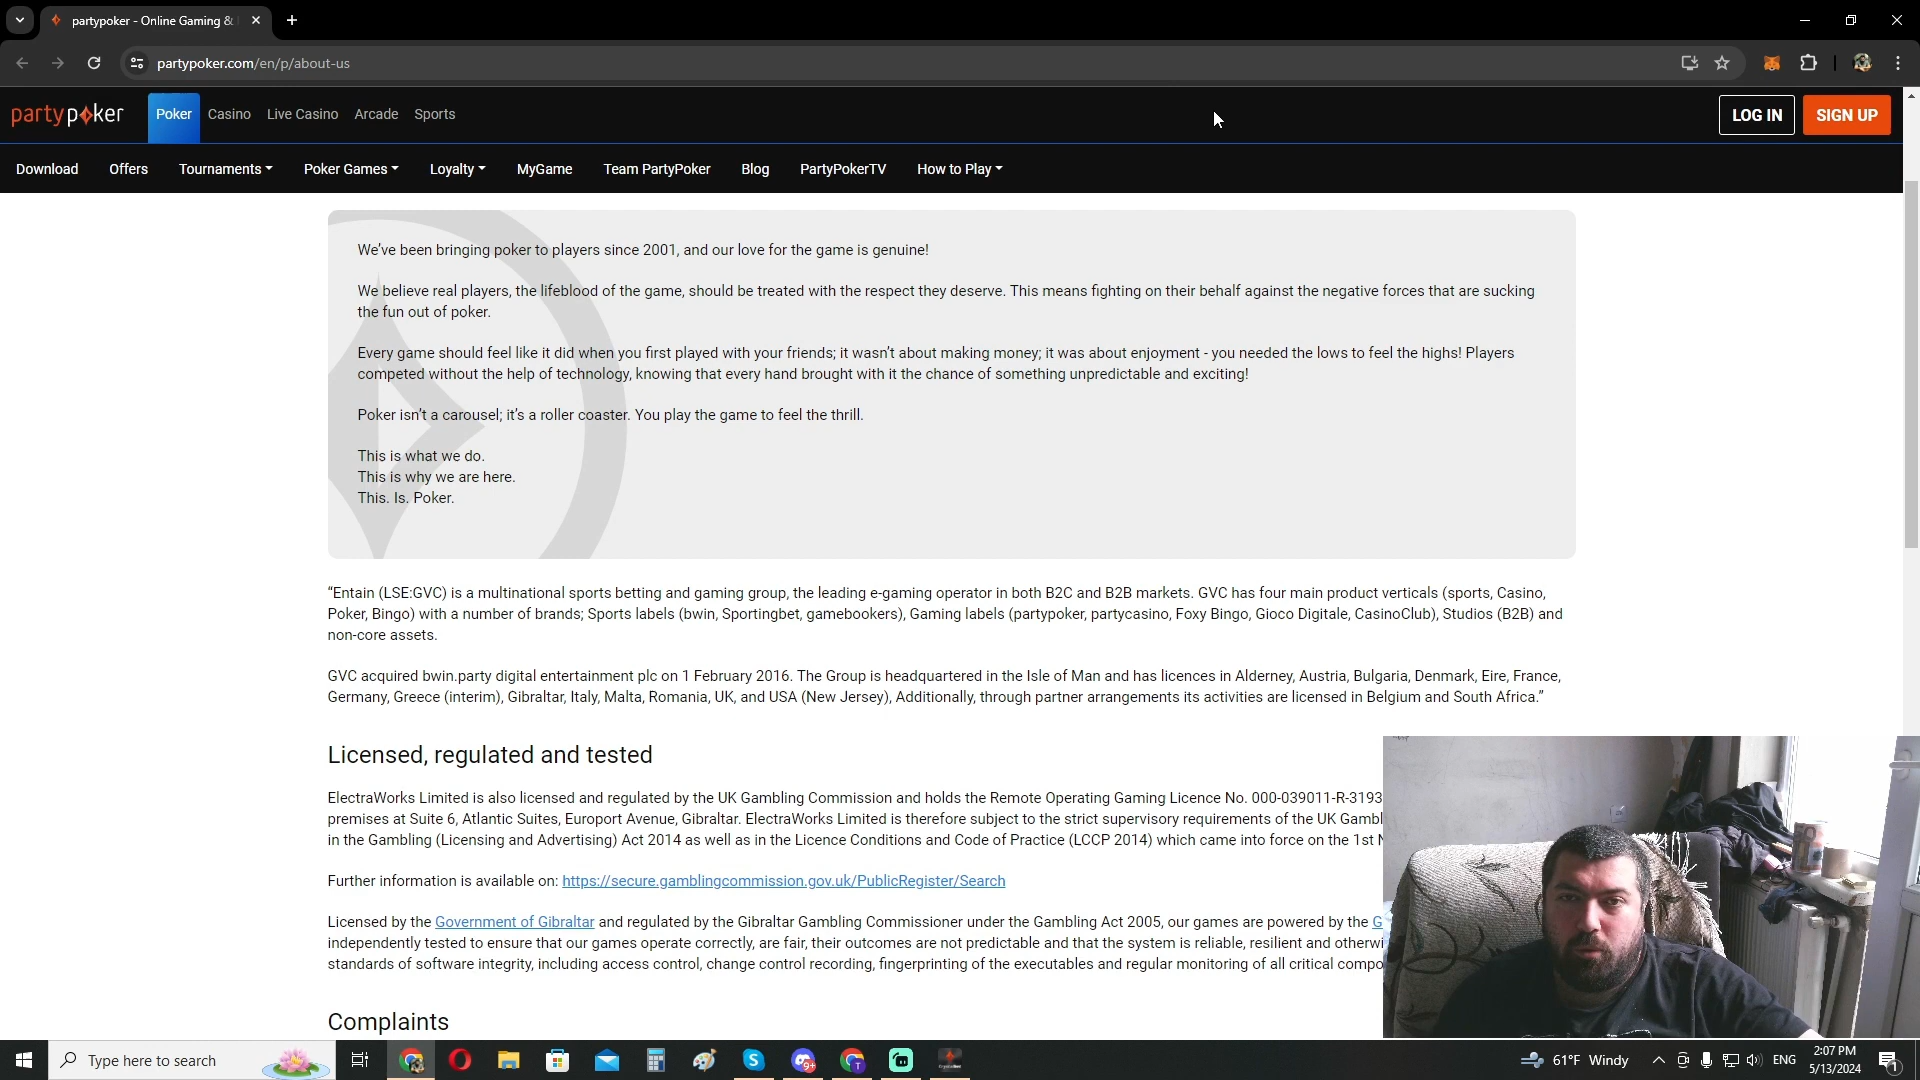 partypoker - Online Gaming &
partypoker.com/en/p/about-us
partypoker
Poker
Casino
Live Casino
Arcade
Sports
LOG IN
SIGN UP
Download
Offers
Tournaments
Poker Games
Loyalty
MyGame
Team PartyPoker
Blog
PartyPokerTV
How to Play
We've been bringing poker to players since 2001, and our love for the game is genuine!
We believe real players, the lifeblood of the game, should be treated with the respect they deserve. This means fighting on their behalf against the negative forces that are sucking
the fun out of poker.
Every game should feel like it did when you first played with your friends; it wasn't about making money; it was about enjoyment - you needed the lows to feel the highs! Players
competed without the help of technology, knowing that every hand brought with it the chance of something unpredictable and exciting!
Poker isn't a carousel; it's a roller coaster. You play the game to feel the thrill.
This is what we do.
This is why we are here.
This. Is. Poker.
“Entain (LSE:GVC) is a multinational sports betting and gaming group, the leading e-gaming operator in both B2C and B2B markets. GVC has four main product verticals (sports, Casino,
Poker, Bingo) with a number of brands; Sports labels (bwin, Sportingbet, gamebookers), Gaming labels (partypoker, partycasino, Foxy Bingo, Gioco Digitale, CasinoClub), Studios (B2B) and
non-core assets.
GVC acquired bwin.party digital entertainment plc on 1 February 2016. The Group is headquartered in the Isle of Man and has licences in Alderney, Austria, Bulgaria, Denmark, Eire, France,
Germany, Greece (interim), Gibraltar, Italy, Malta, Romania, UK, and USA (New Jersey), Additionally, through partner arrangements its activities are licensed in Belgium and South Africa.”
Licensed, regulated and tested
ElectraWorks Limited is also licensed and regulated by the UK Gambling Commission and holds the Remote Operating Gaming Licence No. 000-039011-R-3193
premises at Suite 6, Atlantic Suites, Europort Avenue, Gibraltar. ElectraWorks Limited is therefore subject to the strict supervisory requirements of the UK Gambl
in the Gambling (Licensing and Advertising) Act 2014 as well as in the Licence Conditions and Code of Practice (LCCP 2014) which came into force on the 1st
Further information is available on: https://secure.gamblingcommission.gov.uk/PublicRegister/Search
Licensed by the Government of Gibraltar and regulated by the Gibraltar Gambling Commissioner under the Gambling Act 2005, our games are powered by the G
independently tested to ensure that our games operate correctly, are fair, their outcomes are not predictable and that the system is reliable, resilient and otherwi
standards of software integrity, including access control, change control recording, fingerprinting of the executables and regular monitoring of all critical compo
Complaints
Type here to search
61°F Windy
ENG
2:07 PM
5/13/2024